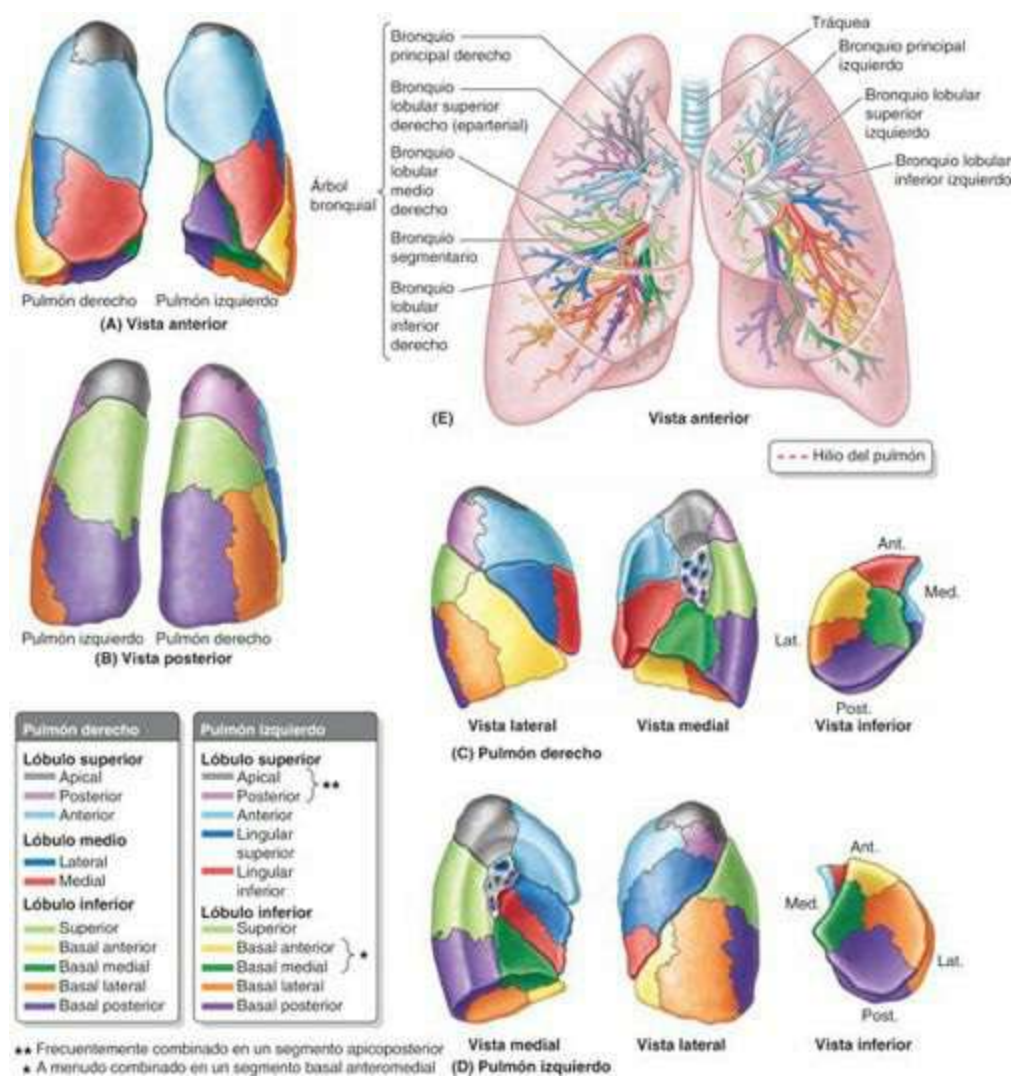 Bronquio
principal derecho
Bronquio
lobular superior
derecho (eparterial)
Bronquio
lobular
medio
derecho
Árbol
bronquial
Bronquio
segmentario
Bronquio
lobular
inferior
derecho
Tráquea
Bronquio principal
izquierdo
Bronquio lobular
superior
izquierdo
Bronquio lobular
inferior izquierdo
Pulmón derecho Pulmón izquierdo
(A) Vista anterior
(E) Vista anterior
Hilio del pulmón
Pulmón izquierdo Pulmón derecho
(B) Vista posterior
Ant.
Med.
Lat.
Post.
Vista lateral Vista medial Vista inferior
(C) Pulmón derecho
Pulmón derecho
Lóbulo superior
Apical
Posterior
Anterior
Lóbulo medio
Lateral
Medial
Lóbulo inferior
Superior
Basal anterior
Basal medial
Basal lateral
Basal posterior
Pulmón izquierdo
Lóbulo superior
Apical
Posterior
**
Anterior
Lingular
superior
Lingular
inferior
Lóbulo inferior
Superior
Basal anterior
Basal medial
*
Basal lateral
Basal posterior
Ant.
Med.
Lat.
Post.
Vista medial Vista lateral Vista inferior
(D) Pulmón izquierdo
** Frecuentemente combinado en un segmento apicoposterior
* A menudo combinado en un segmento basal anteromedial